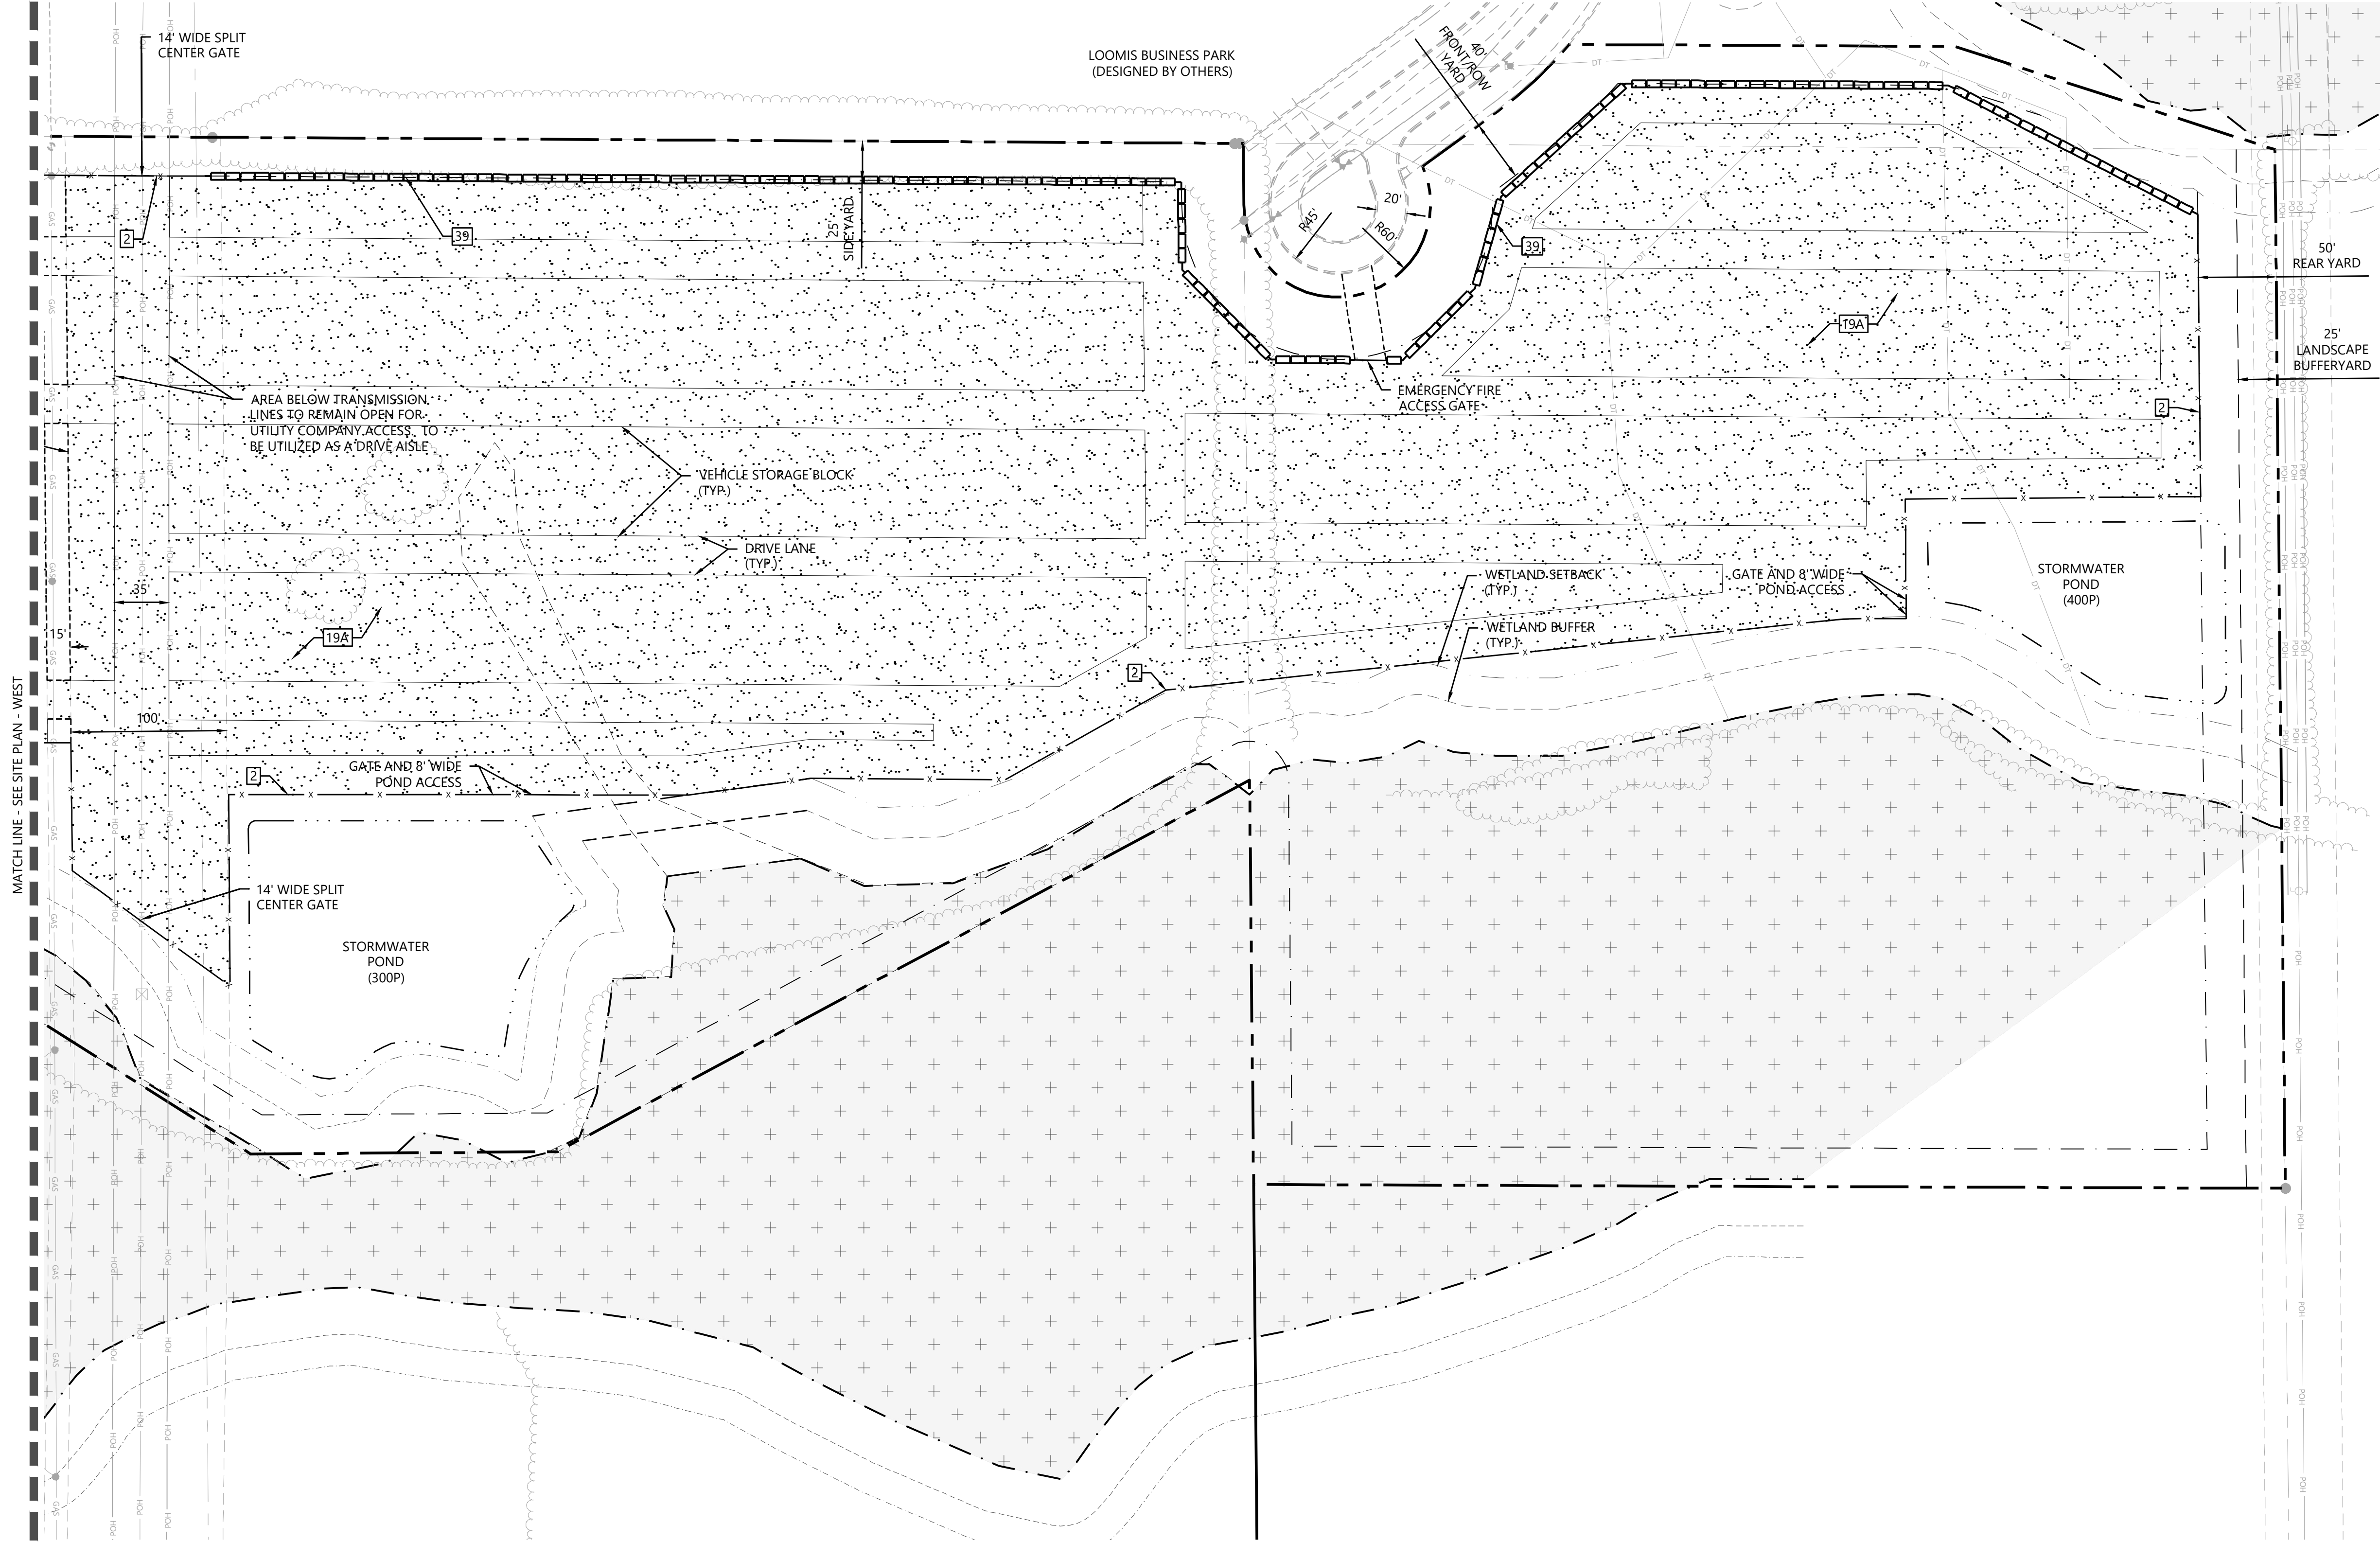 14' WIDE SPLIT
CENTER GATE
LOOMIS BUSINESS PARK
(DESIGNED BY OTHERS)
40'
FRONT/ROW
YARD
2
39
25'
SIDE YARD
R45'
20'
R60'
39
50'
REAR YARD
19A
25'
LANDSCAPE
BUFFERYARD
AREA BELOW TRANSMISSION
LINES TO REMAIN OPEN FOR
UTILITY COMPANY ACCESS, TO
BE UTILIZED AS A DRIVE AISLE
EMERGENCY FIRE
ACCESS GATE
2
VEHICLE STORAGE BLOCK
(TYP.)
DRIVE LANE
(TYP.)
WETLAND SETBACK
(TYP.)
GATE AND 8' WIDE
POND ACCESS
STORMWATER
POND
(400P)
35'
15'
19A
WETLAND BUFFER
(TYP.)
2
100'
2
GATE AND 8' WIDE
POND ACCESS
14' WIDE SPLIT
CENTER GATE
STORMWATER
POND
(300P)
MATCH LINE - SEE SITE PLAN - WEST
GAS
POH
DT